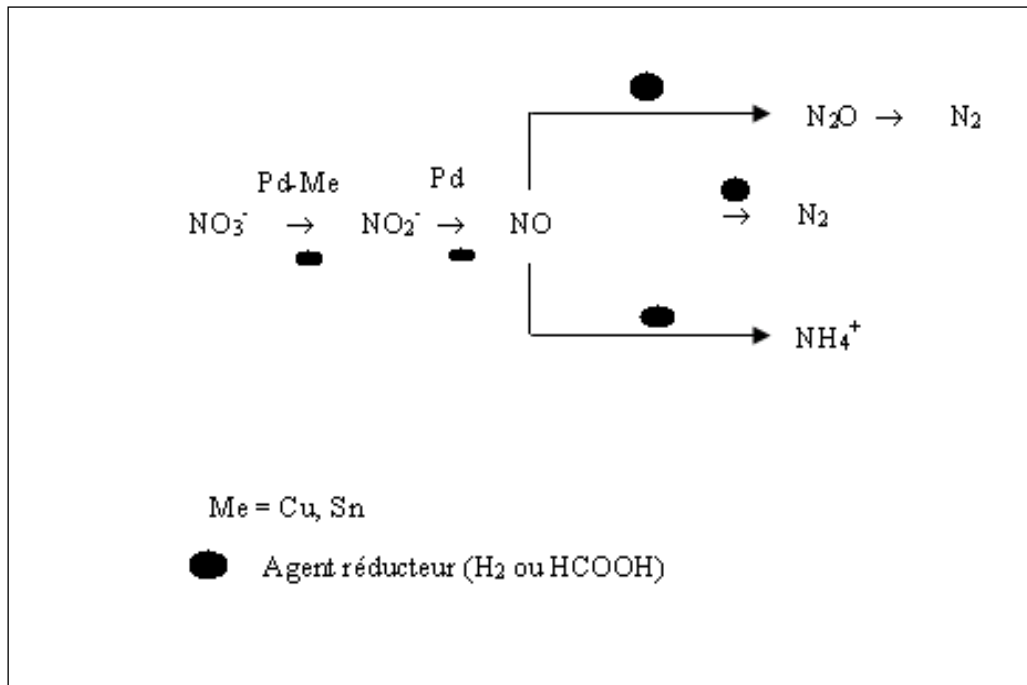 N₂O → N₂
Pd-Me Pd
NO₃⁻ → NO₂⁻ → NO → N₂
NH₄⁺
Me = Cu, Sn
Agent réducteur (H₂ ou HCOOH)